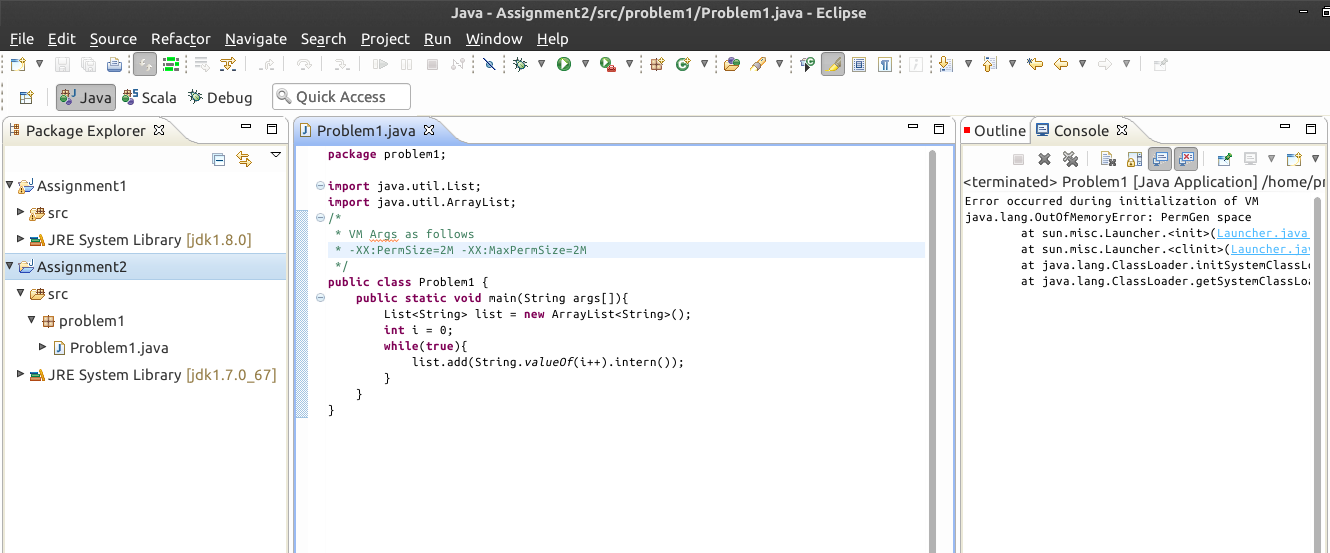 Java - Assignment2/src/problem1/Problem1.java - Eclipse
File Edit Source Refactor Navigate Search Project Run Window Help
Java Scala Debug Quick Access
Package Explorer
Assignment1
src
JRE System Library [jdk1.8.0]
Assignment2
src
problem1
Problem1.java
JRE System Library [jdk1.7.0_67]
Problem1.java
package problem1;
import java.util.List;
import java.util.ArrayList;
/*
* VM Args as follows
* -XX:PermSize=2M -XX:MaxPermSize=2M
*/
public class Problem1 {
public static void main(String args[]){
List<String> list = new ArrayList<String>();
int i = 0;
while(true){
list.add(String.valueOf(i++).intern());
}
}
}
Outline Console
<terminated> Problem1 [Java Application] /home/pr
Error occurred during initialization of VM
java.lang.OutOfMemoryError: PermGen space
at sun.misc.Launcher.<init>(Launcher.java
at sun.misc.Launcher.<clinit>(Launcher.ja
at java.lang.ClassLoader.initSystemClassLo
at java.lang.ClassLoader.getSystemClassLoa